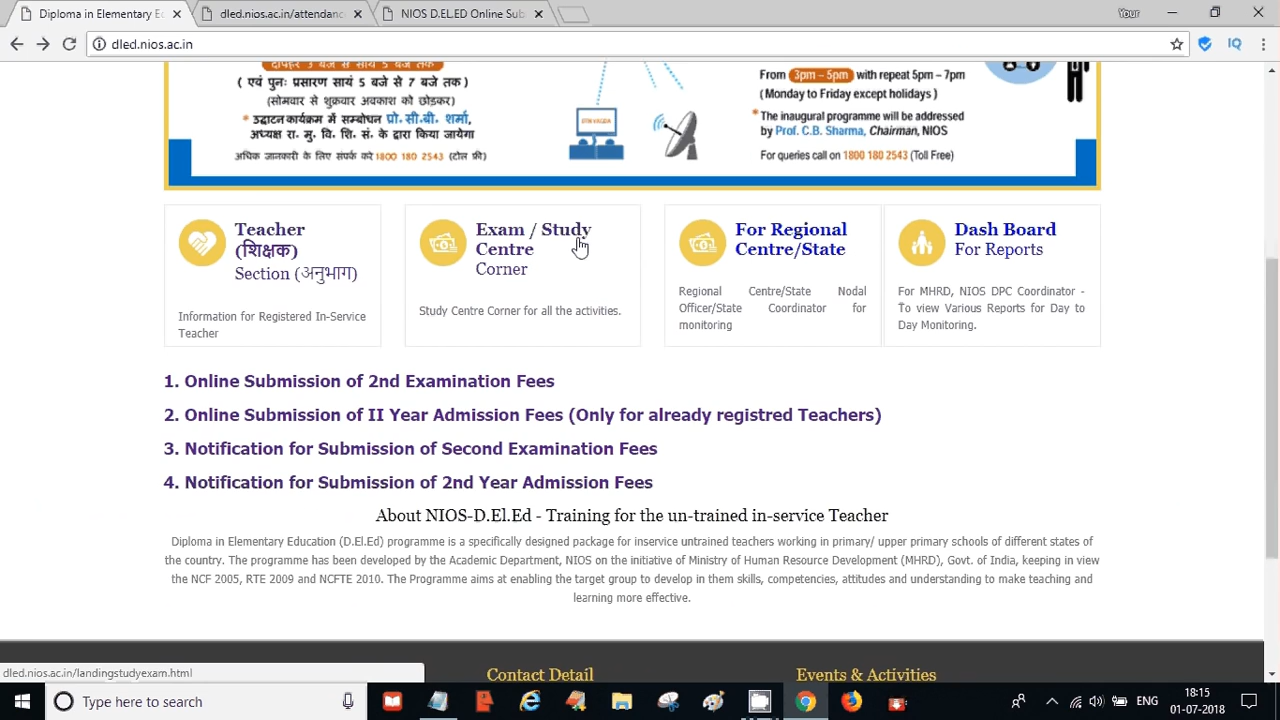 Diploma in Elementary E
dled.nios.ac.in/attendanc
NIOS D.El.ED Online Sub
Your
dled.nios.ac.in
( एवं पुनः प्रसारण सायं 5 बजे से 7 बजे तक )
(सोमवार से शुक्रवार अवकाश को छोड़कर)
* उद्घाटन कार्यक्रम में सम्बोधन प्रो.सी.बी. शर्मा,
अध्यक्ष रा. मु. वि. शि. सं. के द्वारा किया जायेगा
अधिक जानकारी के लिए संपर्क करे 1800 180 2543 (टोल फ्री)
From 3pm – 5pm with repeat 5pm - 7pm
(Monday to Friday except holidays )
* The inaugural programme will be addressed
by Prof. C.B. Sharma, Chairman, NIOS
For queries call on 1800 180 2543 (Toll Free)
Teacher
(शिक्षक)
Section (अनुभाग)
Information for Registered In-Service
Teacher
Exam / Study
Centre
Corner
Study Centre Corner for all the activities.
For Regional
Centre/State
Regional Centre/State Nodal
Officer/State Coordinator for
monitoring
Dash Board
For Reports
For MHRD, NIOS DPC Coordinator -
To view Various Reports for Day to
Day Monitoring.
1. Online Submission of 2nd Examination Fees
2. Online Submission of II Year Admission Fees (Only for already registred Teachers)
3. Notification for Submission of Second Examination Fees
4. Notification for Submission of 2nd Year Admission Fees
About NIOS-D.El.Ed - Training for the un-trained in-service Teacher
Diploma in Elementary Education (D.El.Ed) programme is a specifically designed package for inservice untrained teachers working in primary/ upper primary schools of different states of
the country. The programme has been developed by the Academic Department, NIOS on the initiative of Ministry of Human Resource Development (MHRD), Govt. of India, keeping in view
the NCF 2005, RTE 2009 and NCFTE 2010. The Programme aims at enabling the target group to develop in them skills, competencies, attitudes and understanding to make teaching and
learning more effective.
dled.nios.ac.in/landingstudyexam.html
Contact Detail
Events & Activities
Type here to search
ENG
18:15
01-07-2018